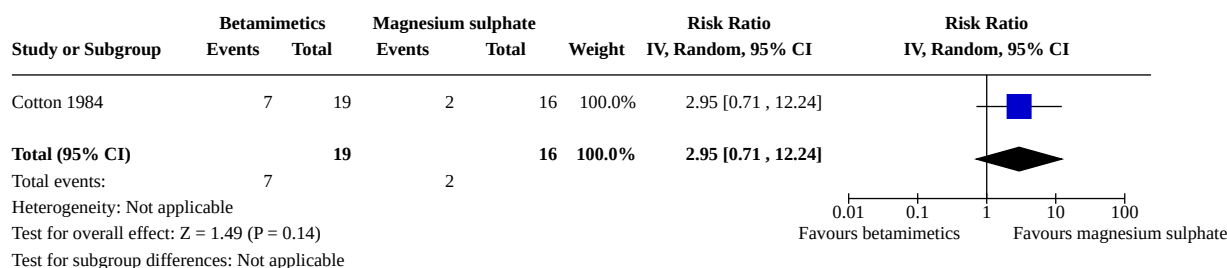 Betamimetics Magnesium sulphate Risk Ratio Risk Ratio
Study or Subgroup Events Total Events Total Weight IV, Random, 95% CI IV, Random, 95% CI
Cotton 1984 7 19 2 16 100.0% 2.95 [0.71 , 12.24]
Total (95% CI) 19 16 100.0% 2.95 [0.71 , 12.24]
Total events: 7 2
Heterogeneity: Not applicable 0.01 0.1 1 10 100
Test for overall effect: Z = 1.49 (P = 0.14) Favours betamimetics Favours magnesium sulphate
Test for subgroup differences: Not applicable